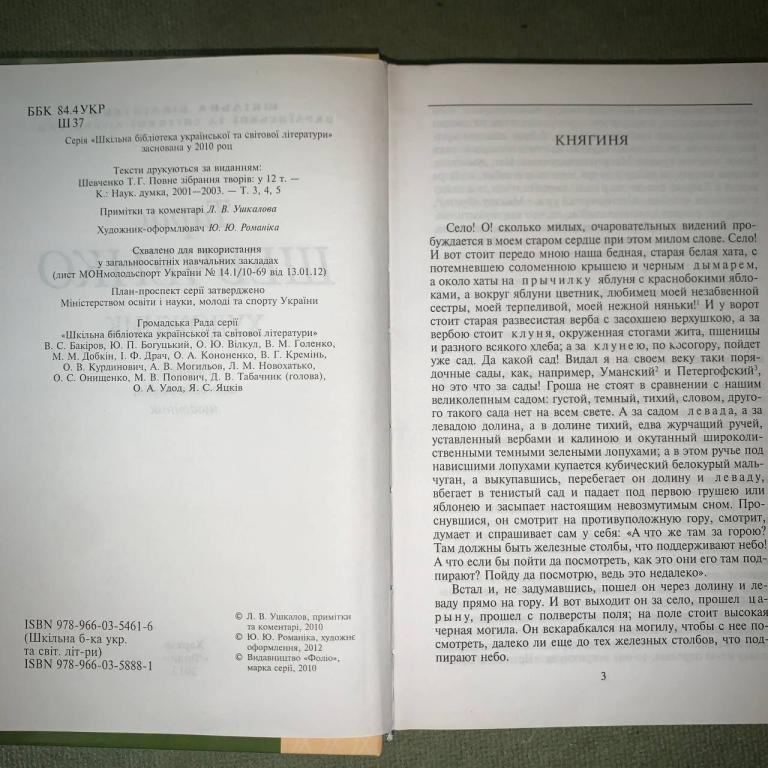 ББК 84.4УКР
Ш 37
Серія «Шкільна бібліотека української та світової літератури»
заснована у 2010 році
Тексти друкуються за виданням:
Шевченко Т. Г. Повне зібрання творів: у 12 т. —
К.: Наук. думка, 2001—2003. — Т. 3, 4, 5
Примітки та коментарі Л. В. Ушкалова
Художник-оформлювач Ю. Ю. Романіка
Схвалено для використання
у загальноосвітніх навчальних закладах
(лист МОНмолодьспорт України № 14.1/10-69 від 13.01.12)
План-проспект серії затверджено
Міністерством освіти і науки, молоді та спорту України
Громадська Рада серії
«Шкільна бібліотека української та світової літератури»
В. С. Бакіров, Ю. П. Богуцький, О. Ю. Вілкул, В. М. Голенко,
М. М. Добкін, І. Ф. Драч, О. А. Кононенко, В. Г. Кремінь,
О. В. Курдинович, А. В. Могильов, Л. М. Новохатько,
О. С. Онищенко, М. В. Попович, Д. В. Табачник (голова),
О. А. Удод, Я. С. Яцків
ISBN 978-966-03-5461-6
(Шкільна б-ка укр.
та світ. літ-ри)
ISBN 978-966-03-5888-1
© Л. В. Ушкалов, примітки
та коментарі, 2010
© Ю. Ю. Романіка, художнє
оформлення, 2012
© Видавництво «Фоліо»,
марка серії, 2010
КНЯГИНЯ
Село! О! сколько милых, очаровательных видений про-
буждается в моем старом сердце при этом милом слове. Село!
И вот стоит передо мною наша бедная, старая белая хата, с
потемневшею соломенною крышею и черным дымарем,
а около хаты на причилку яблуня с краснобокими ябло-
ками, а вокруг яблуни цветник, любимец моей незабвенной
сестры, моей терпеливой, моей нежной няньки!¹ И у ворот
стоит старая развесистая верба с засохшею верхушкою, а за
вербою стоит клуня, окруженная стогами жита, пшеницы
и разного всякого хлеба; а за клунею, по косогору, пойдет
уже сад. Да какой сад! Видал я на своем веку таки поря-
дочные сады, как, например, Уманский² и Петергофский³,
но это что за сады! Гроша не стоят в сравнении с нашим
великолепным садом: густой, темный, тихий, словом, друго-
го такого сада нет на всем свете. А за садом левада, а за
левадою долина, а в долине тихий, едва журчащий ручей,
уставленный вербами и калиною и окутанный широколи-
ственными темными зелеными лопухами; а в этом ручье под
нависшими лопухами купается кубический белокурый маль-
чуган, а выкупавшись, перебегает он долину и леваду,
вбегает в тенистый сад и падает под первою грушею или
яблонею и засыпает настоящим невозмутимым сном. Про-
снувшися, он смотрит на противуположную гору, смотрит,
думает и спрашивает сам у себя: «А что же там за горою?
Там должны быть железные столбы, что поддерживают небо!
А что если бы пойти да посмотреть, как это они его там под-
пирают? Пойду да посмотрю, ведь это недалеко».
Встал и, не задумавшись, пошел он через долину и ле-
ваду прямо на гору. И вот выходит он за село, прошел ца-
рыну, прошел с полверсты поля; на поле стоит высокая
черная могила. Он вскарабкался на могилу, чтобы с нее по-
смотреть, далеко ли еще до тех железных столбов, что под-
пирают небо.
3